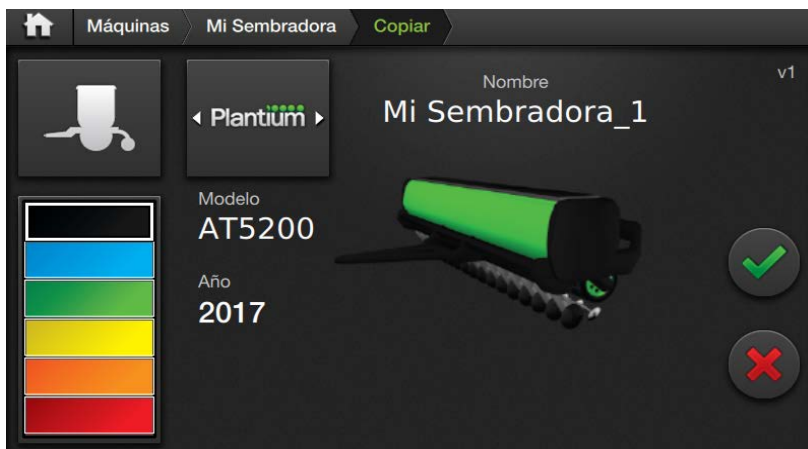 Máquinas Mi Sembradora Copiar
v1
Plantium
Nombre
Mi Sembradora_1
Modelo
AT5200
Año
2017